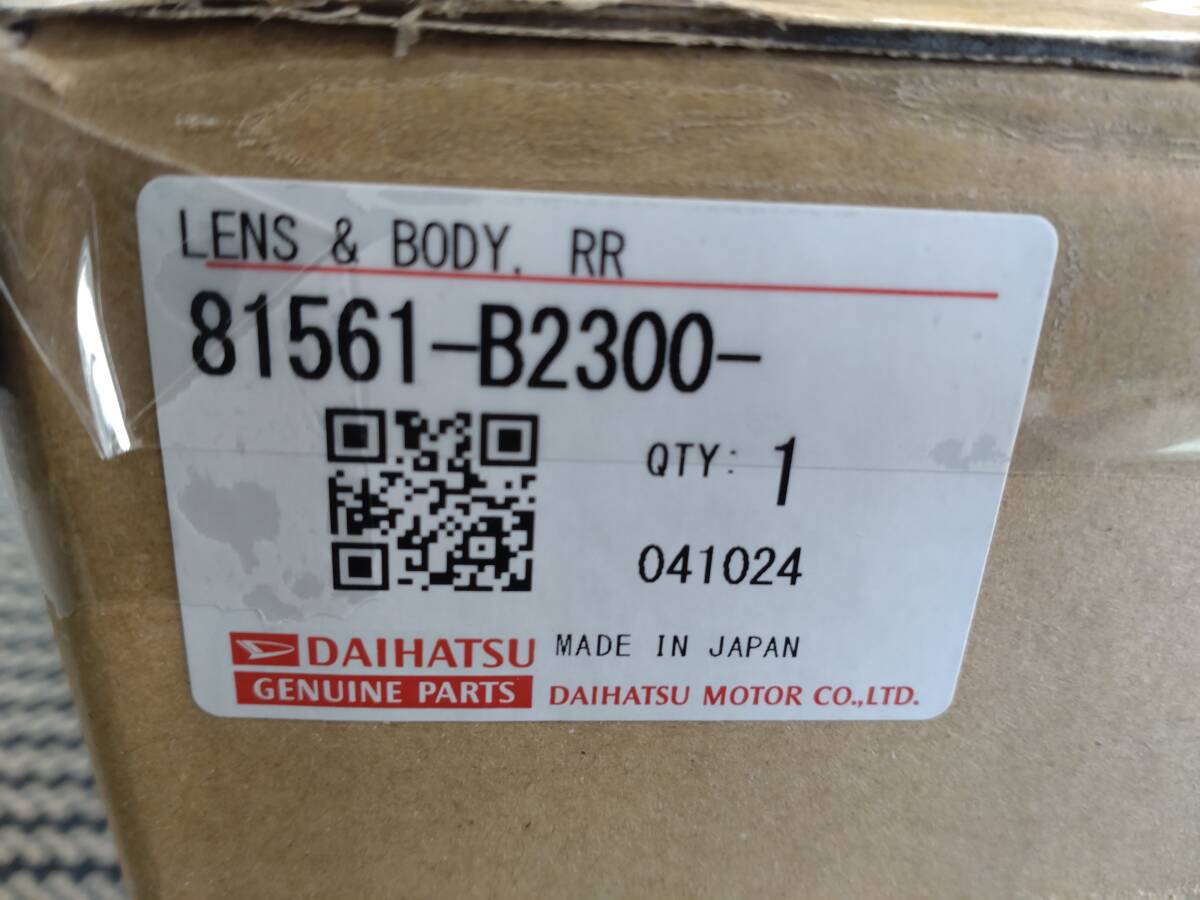 LENS & BODY, RR
81561-B2300-
QTY: 1
041024
DAIHATSU MADE IN JAPAN
GENUINE PARTS DAIHATSU MOTOR CO.,LTD.